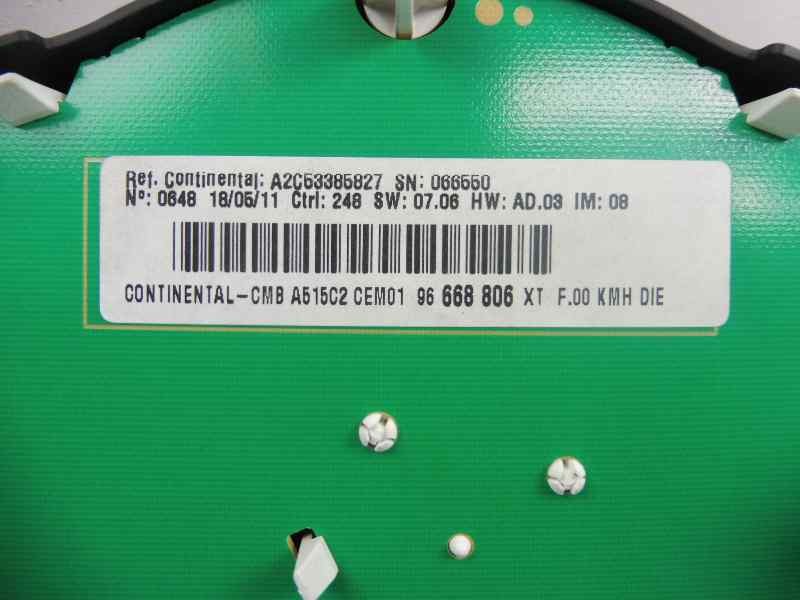 Ref. Continental: A2C53385827 SN: 066550
Nº: 0648 18/05/11 Ctrl: 248 SW: 07.06 HW: AD.03 IM: 08
CONTINENTAL-CMB A515C2 CEM01 96 668 806 XT F.00 KMH DIE